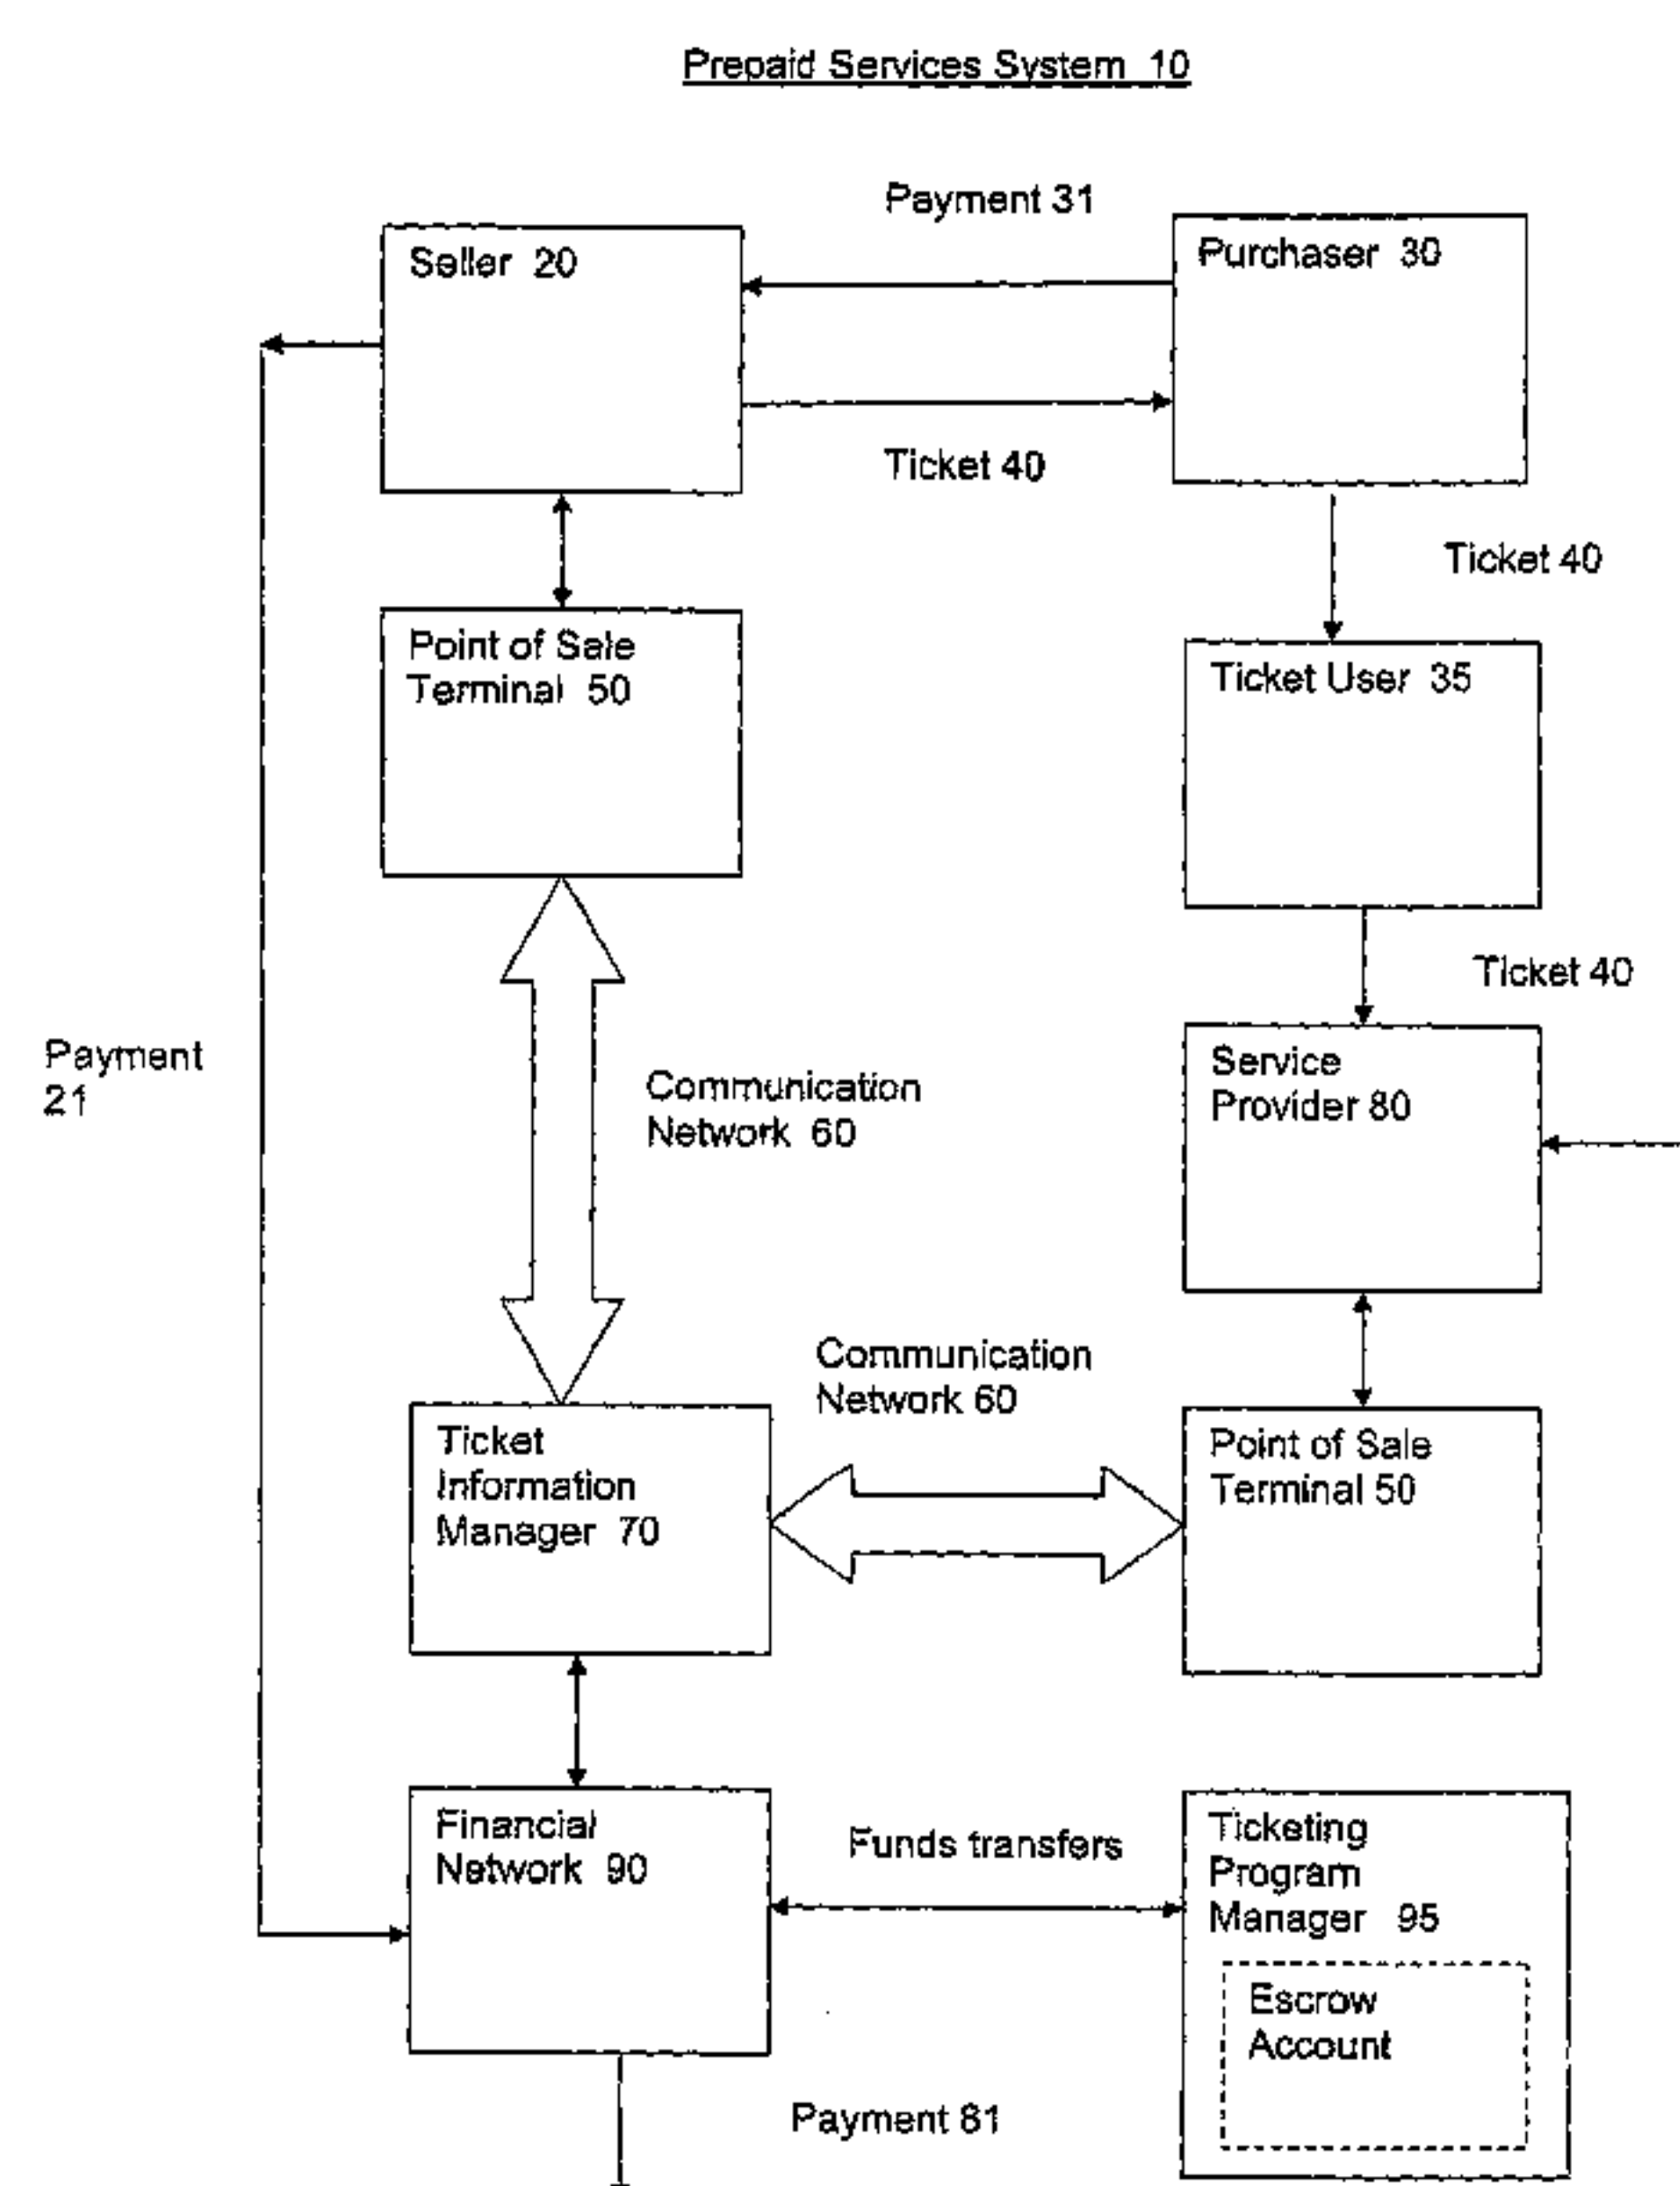 Prepaid Services System 10
Payment 31
Seller 20
Purchaser 30
Ticket 40
Ticket 40
Point of Sale
Terminal 50
Ticket User 35
Ticket 40
Payment
21
Communication
Network 60
Service
Provider 80
Communication
Network 60
Ticket
Information
Manager 70
Point of Sale
Terminal 50
Financial
Network 90
Funds transfers
Ticketing
Program
Manager 95
Escrow
Account
Payment 81